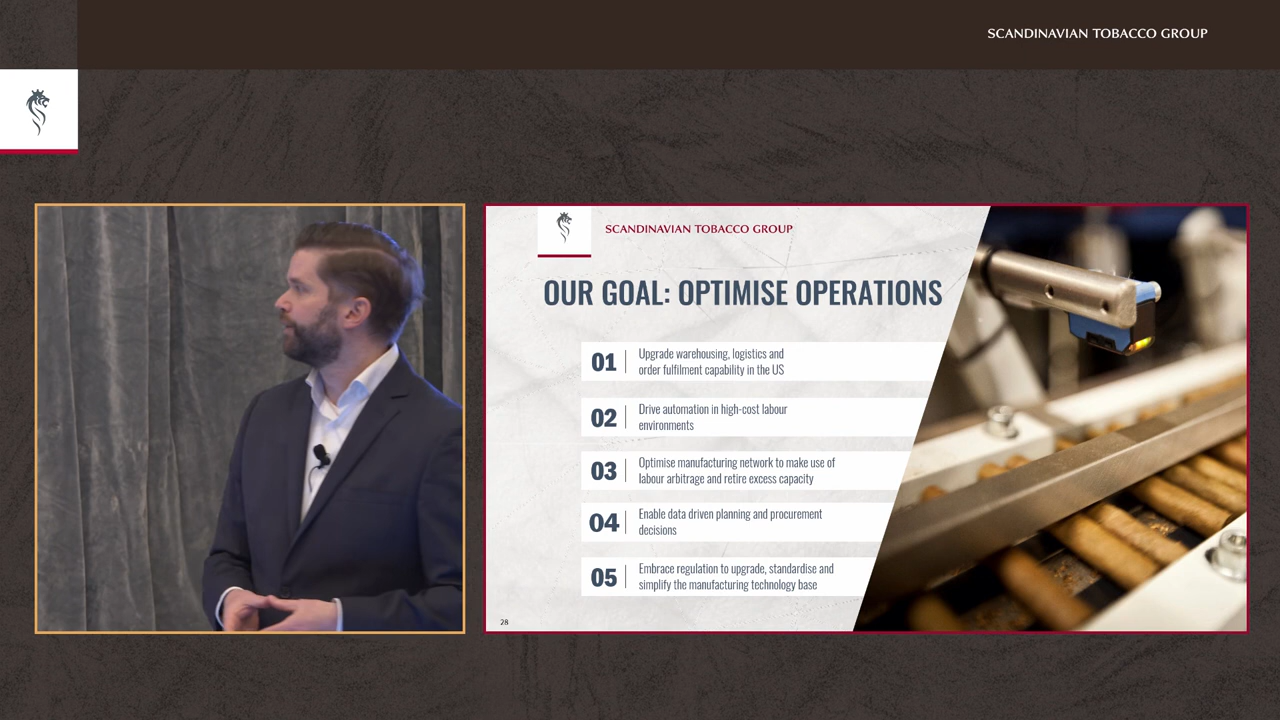 SCANDINAVIAN TOBACCO GROUP
SCANDINAVIAN TOBACCO GROUP
OUR GOAL: OPTIMISE OPERATIONS
01
Upgrade warehousing, logistics and
order fulfilment capability in the US
02
Drive automation in high-cost labour
environments
03
Optimise manufacturing network to make use of
labour arbitrage and retire excess capacity
04
Enable data driven planning and procurement
decisions
05
Embrace regulation to upgrade, standardise and
simplify the manufacturing technology base
28